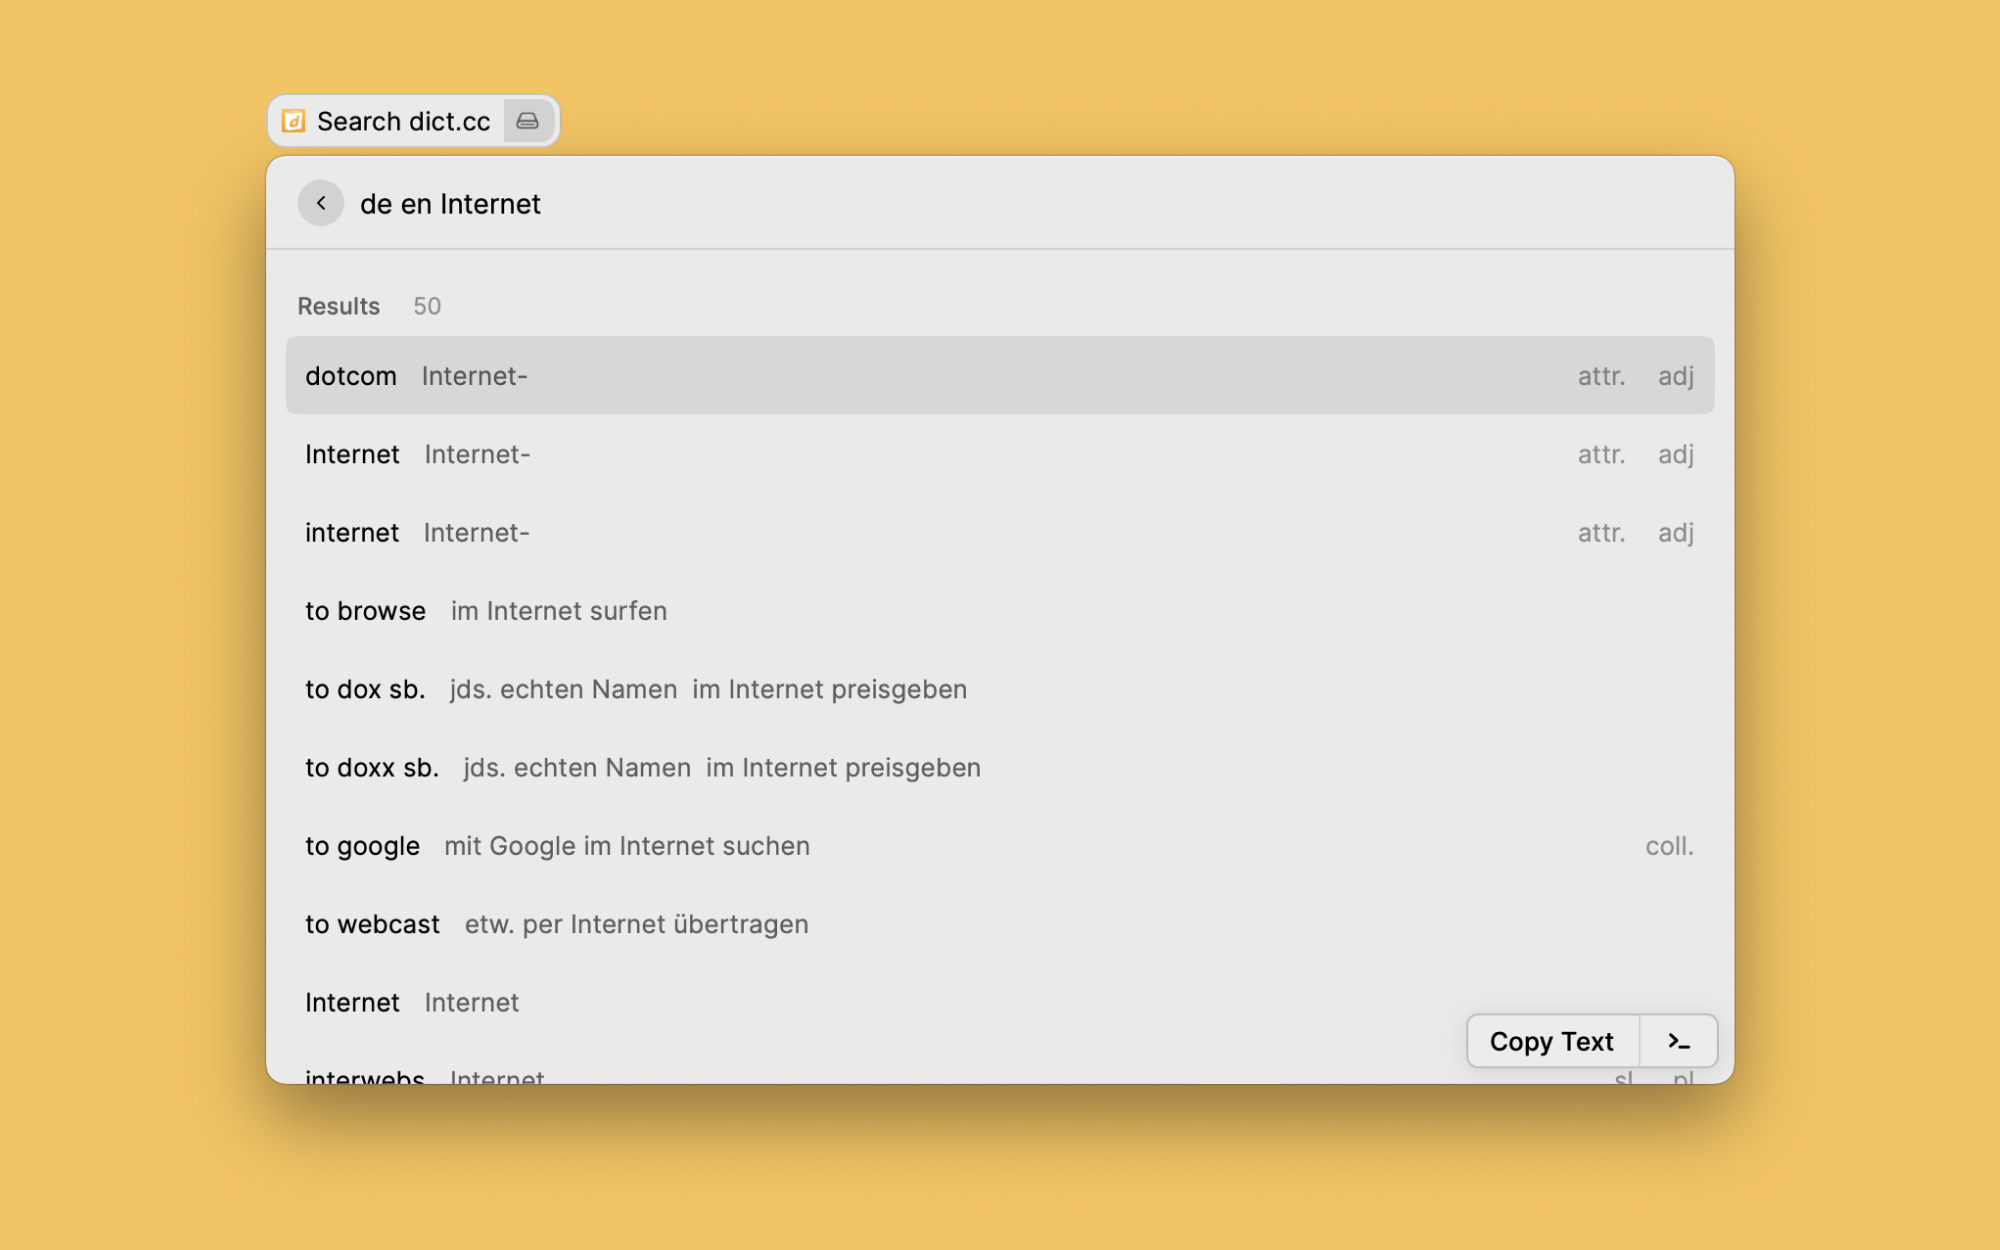 Search dict.cc
de en Internet
Results 50
dotcom Internet- attr. adj
Internet Internet- attr. adj
internet Internet- attr. adj
to browse im Internet surfen
to dox sb. jds. echten Namen im Internet preisgeben
to doxx sb. jds. echten Namen im Internet preisgeben
to google mit Google im Internet suchen coll.
to webcast etw. per Internet übertragen
Internet Internet
Copy Text >_
interwebs Internet sl pl